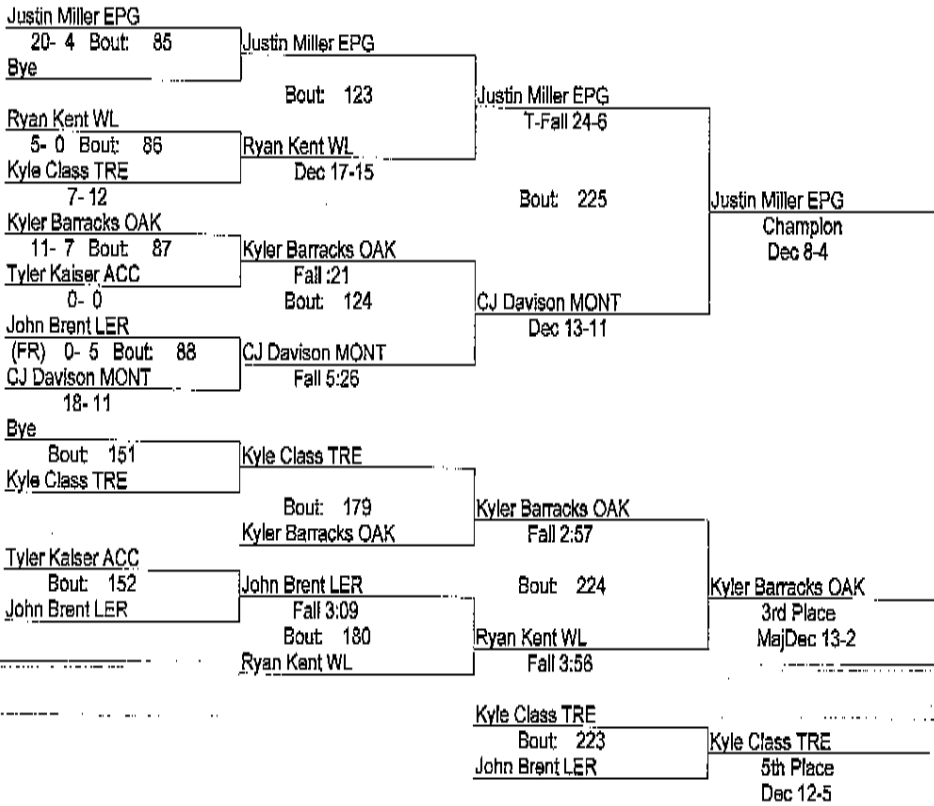 Justin Miller EPG
20- 4 Bout: 85
Bye
Justin Miller EPG
Bout: 123
Ryan Kent WL
5- 0 Bout: 86
Kyle Class TRE
7- 12
Ryan Kent WL
Dec 17-15
Justin Miller EPG
T-Fall 24-6
Bout: 225
Kyler Barracks OAK
11- 7 Bout: 87
Tyler Kaiser ACC
0- 0
Kyler Barracks OAK
Fall :21
Bout: 124
John Brent LER
(FR) 0- 5 Bout: 88
CJ Davison MONT
18- 11
CJ Davison MONT
Fall 5:26
CJ Davison MONT
Dec 13-11
Justin Miller EPG
Champion
Dec 8-4
Bye
Bout: 151
Kyle Class TRE
Kyle Class TRE
Bout: 179
Kyler Barracks OAK
Kyler Barracks OAK
Fall 2:57
Bout: 224
Tyler Kaiser ACC
Bout: 152
John Brent LER
John Brent LER
Fall 3:09
Bout: 180
Ryan Kent WL
Ryan Kent WL
Fall 3:56
Kyler Barracks OAK
3rd Place
MajDec 13-2
Kyle Class TRE
Bout: 223
John Brent LER
Kyle Class TRE
5th Place
Dec 12-5